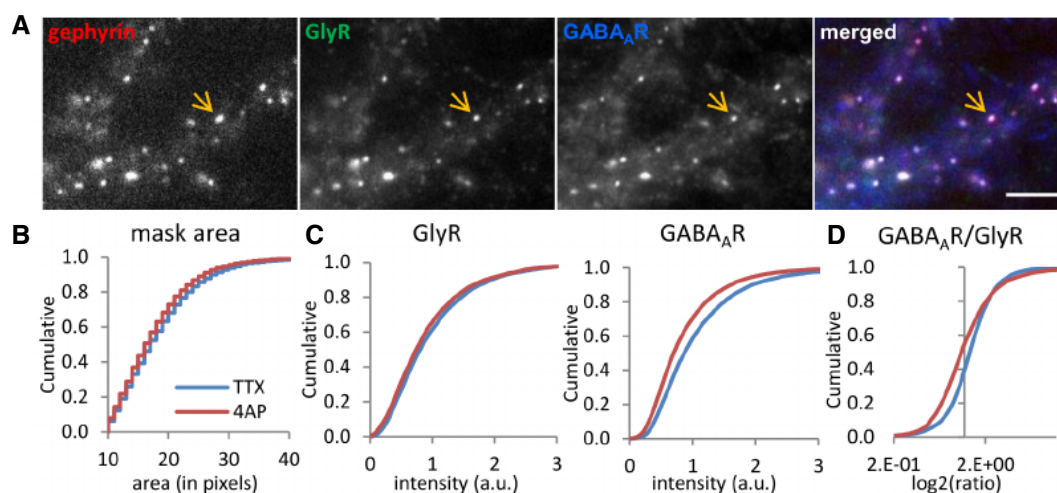 A
gephyrin
GlyR
GABAAR
merged
B
mask area
Cumulative
1.0
0.8
0.6
0.4
0.2
0.0
TTX
4AP
10 20 30 40
area (in pixels)
C
GlyR
Cumulative
1.0
0.8
0.6
0.4
0.2
0.0
0 1 2 3
intensity (a.u.)
GABAAR
Cumulative
1.0
0.8
0.6
0.4
0.2
0.0
0 1 2 3
intensity (a.u.)
D
GABAAR/GlyR
Cumulative
1.0
0.8
0.6
0.4
0.2
0.0
2.E-01 2.E+00
log2(ratio)